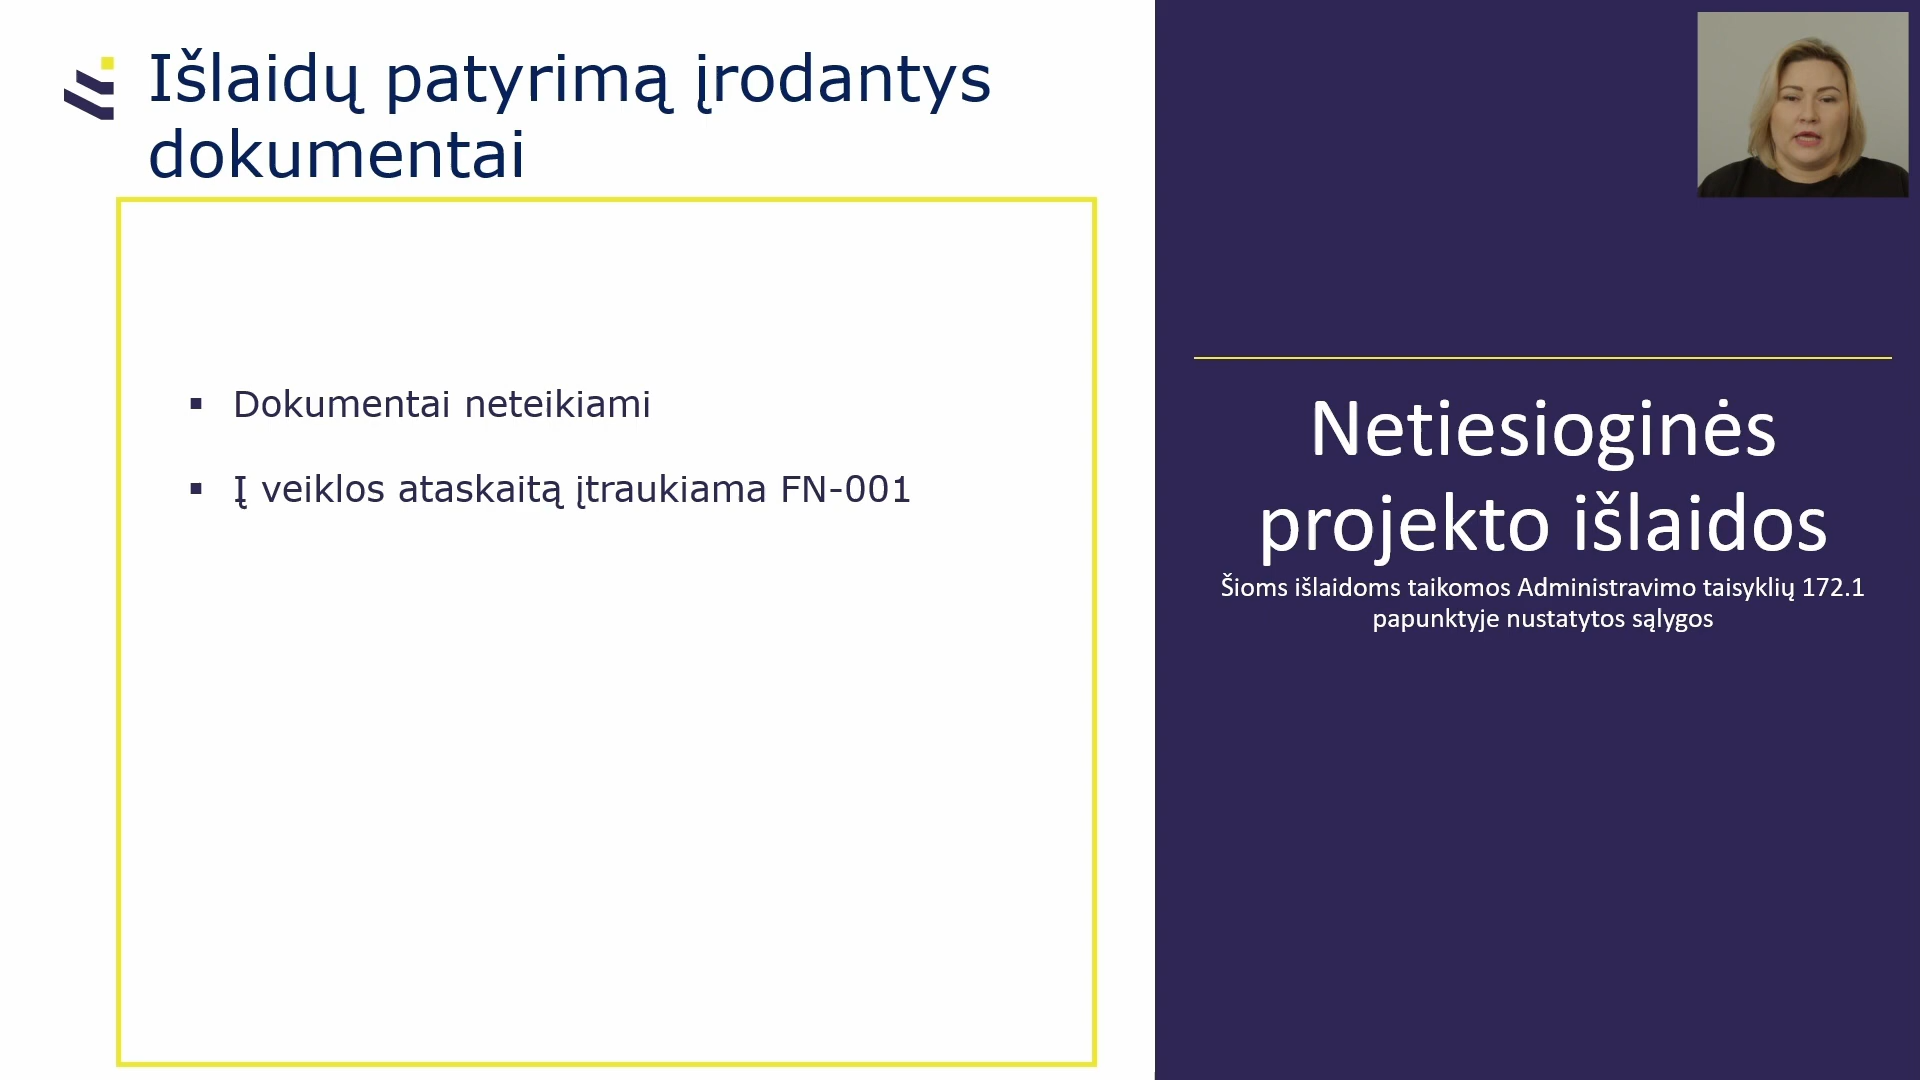 Išlaidų patyrimą įrodantys
dokumentai
▪ Dokumentai neteikiami
▪ Į veiklos ataskaitą įtraukiama FN-001
Netiesioginės
projekto išlaidos
Šioms išlaidoms taikomos Administravimo taisyklių 172.1
papunktyje nustatytos sąlygos